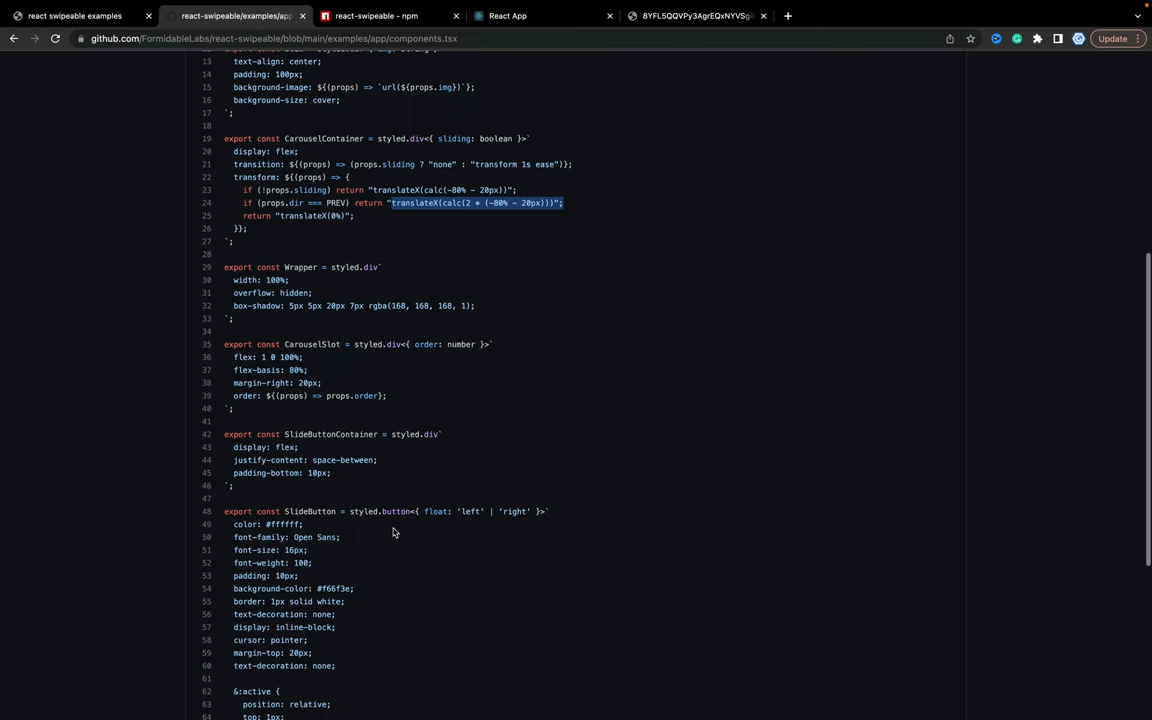 react swipeable examples
react-swipeable/examples/app
react-swipeable - npm
React App
8YFL5QQVPy3AgrEQxNYVSg
github.com/FormidableLabs/react-swipeable/blob/main/examples/app/components.tsx
Update
13 text-align: center;
14 padding: 100px;
15 background-image: ${(props) => `url(${props.img})`};
16 background-size: cover;
17 `;
18
19 export const CarouselContainer = styled.div<{ sliding: boolean }>`
20 display: flex;
21 transition: ${(props) => (props.sliding ? "none" : "transform 1s ease")};
22 transform: ${(props) => {
23 if (!props.sliding) return "translateX(calc(-80% - 20px))";
24 if (props.dir === PREV) return "translateX(calc(2 * (-80% - 20px)))";
25 return "translateX(0%)";
26 }};
27 `;
28
29 export const Wrapper = styled.div`
30 width: 100%;
31 overflow: hidden;
32 box-shadow: 5px 5px 20px 7px rgba(168, 168, 168, 1);
33 `;
34
35 export const CarouselSlot = styled.div<{ order: number }>`
36 flex: 1 0 100%;
37 flex-basis: 80%;
38 margin-right: 20px;
39 order: ${(props) => props.order};
40 `;
41
42 export const SlideButtonContainer = styled.div`
43 display: flex;
44 justify-content: space-between;
45 padding-bottom: 10px;
46 `;
47
48 export const SlideButton = styled.button<{ float: 'left' | 'right' }>`
49 color: #ffffff;
50 font-family: Open Sans;
51 font-size: 16px;
52 font-weight: 100;
53 padding: 10px;
54 background-color: #f66f3e;
55 border: 1px solid white;
56 text-decoration: none;
57 display: inline-block;
58 cursor: pointer;
59 margin-top: 20px;
60 text-decoration: none;
61
62 &:active {
63 position: relative;
64 top: 1px;